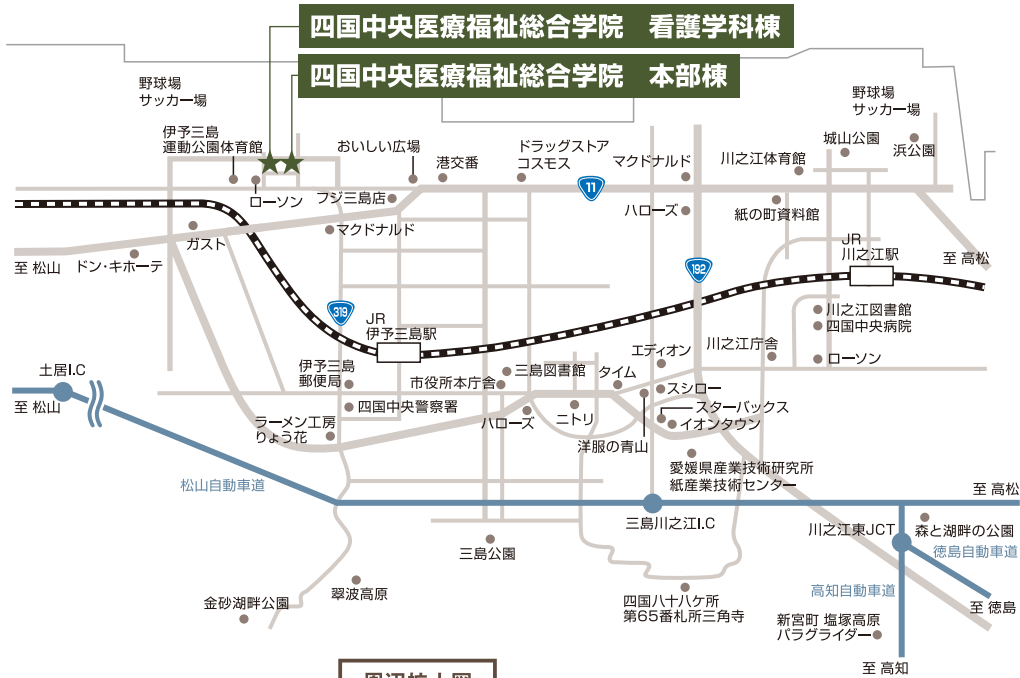 四国中央医療福祉総合学院 看護学科棟
四国中央医療福祉総合学院 本部棟
野球場
サッカー場
野球場
サッカー場
伊予三島
運動公園体育館
おいしい広場
港交番
ドラッグストア
コスモス
マクドナルド
川之江体育館
城山公園
浜公園
ローソン
フジ三島店
11
ハローズ
紙の町資料館
ガスト
マクドナルド
至 松山
ドン・キホーテ
192
JR
川之江駅
至 高松
319
JR
伊予三島駅
川之江図書館
四国中央病院
ローソン
川之江庁舎
エディオン
土居I.C
至 松山
伊予三島
郵便局
市役所本庁舎
三島図書館
タイム
スシロー
四国中央警察署
ハローズ
ニトリ
スターバックス
イオンタウン
ラーメン工房
りょう花
洋服の青山
愛媛県産業技術研究所
紙産業技術センター
松山自動車道
至 高松
三島川之江I.C
川之江東JCT
森と湖畔の公園
徳島自動車道
三島公園
高知自動車道
翠波高原
金砂湖畔公園
四国八十八ケ所
第65番札所三角寺
至 徳島
新宮町 塩塚高原
パラグライダー
至 高知
周辺拡大図